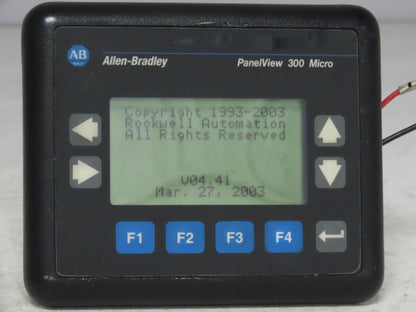 AB
Allen-Bradley
PanelView 300 Micro
Copyright 1993-2003
Rockwell Automation
All Rights Reserved
V04.41
Mar. 27, 2003
F1
F2
F3
F4